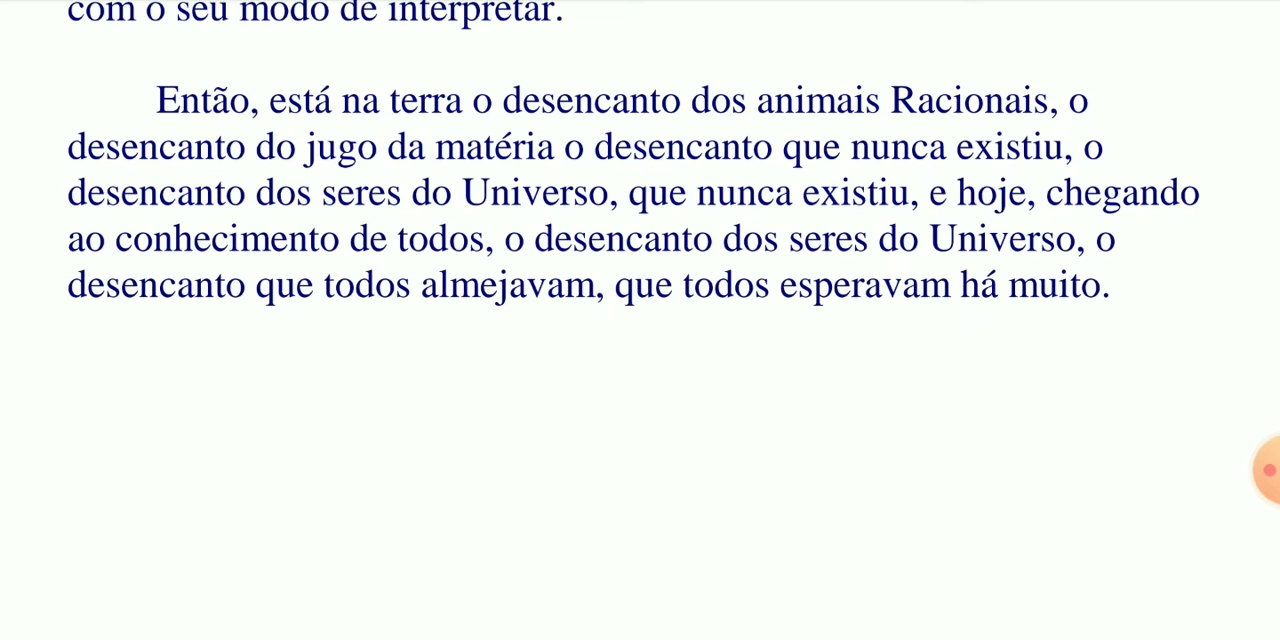 com o seu modo de interpretar.
Então, está na terra o desencanto dos animais Racionais, o
desencanto do jugo da matéria o desencanto que nunca existiu, o
desencanto dos seres do Universo, que nunca existiu, e hoje, chegando
ao conhecimento de todos, o desencanto dos seres do Universo, o
desencanto que todos almejavam, que todos esperavam há muito.